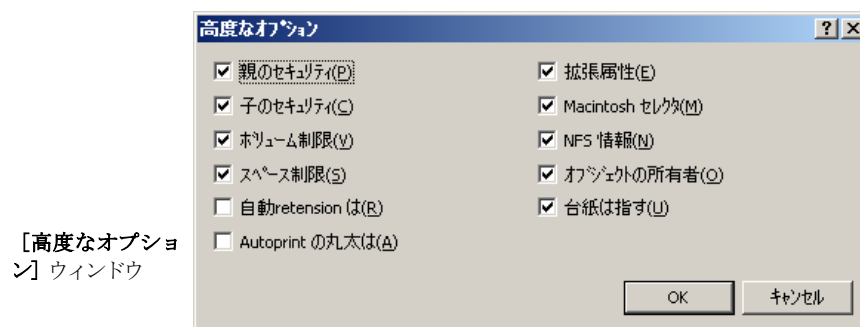 高度なオプション
親のセキュリティ(P)
子のセキュリティ(C)
ボリューム制限(V)
スペース制限(S)
自動retension は(R)
Autoprint の丸太は(A)
拡張属性(E)
Macintosh セレクタ(M)
NFS 情報(N)
オブジェクトの所有者(O)
台紙は指す(U)
OK
キャンセル
[高度なオプショ
ン] ウィンドウ